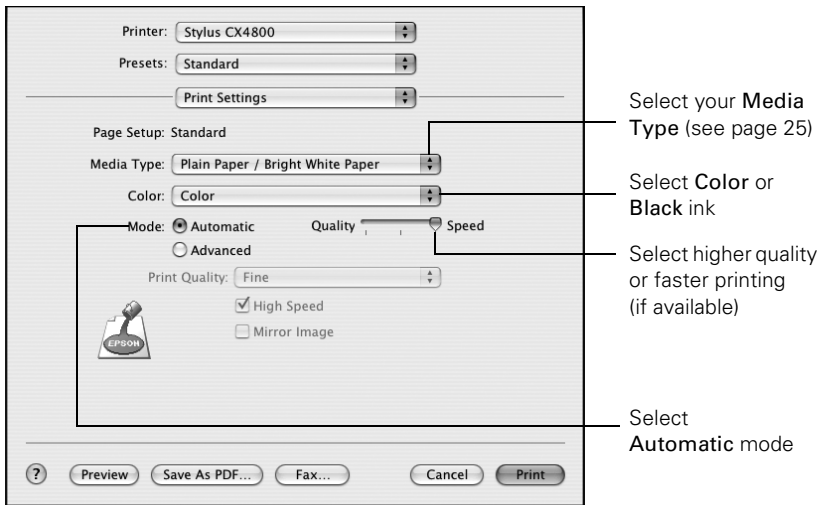 Printer: Stylus CX4800
Presets: Standard
Print Settings
Page Setup: Standard
Media Type: Plain Paper / Bright White Paper
Color: Color
Mode: Automatic Quality Speed
Advanced
Print Quality: Fine
High Speed
Mirror Image
EPSON
? Preview Save As PDF... Fax... Cancel Print
Select your Media
Type (see page 25)
Select Color or
Black ink
Select higher quality
or faster printing
(if available)
Select
Automatic mode